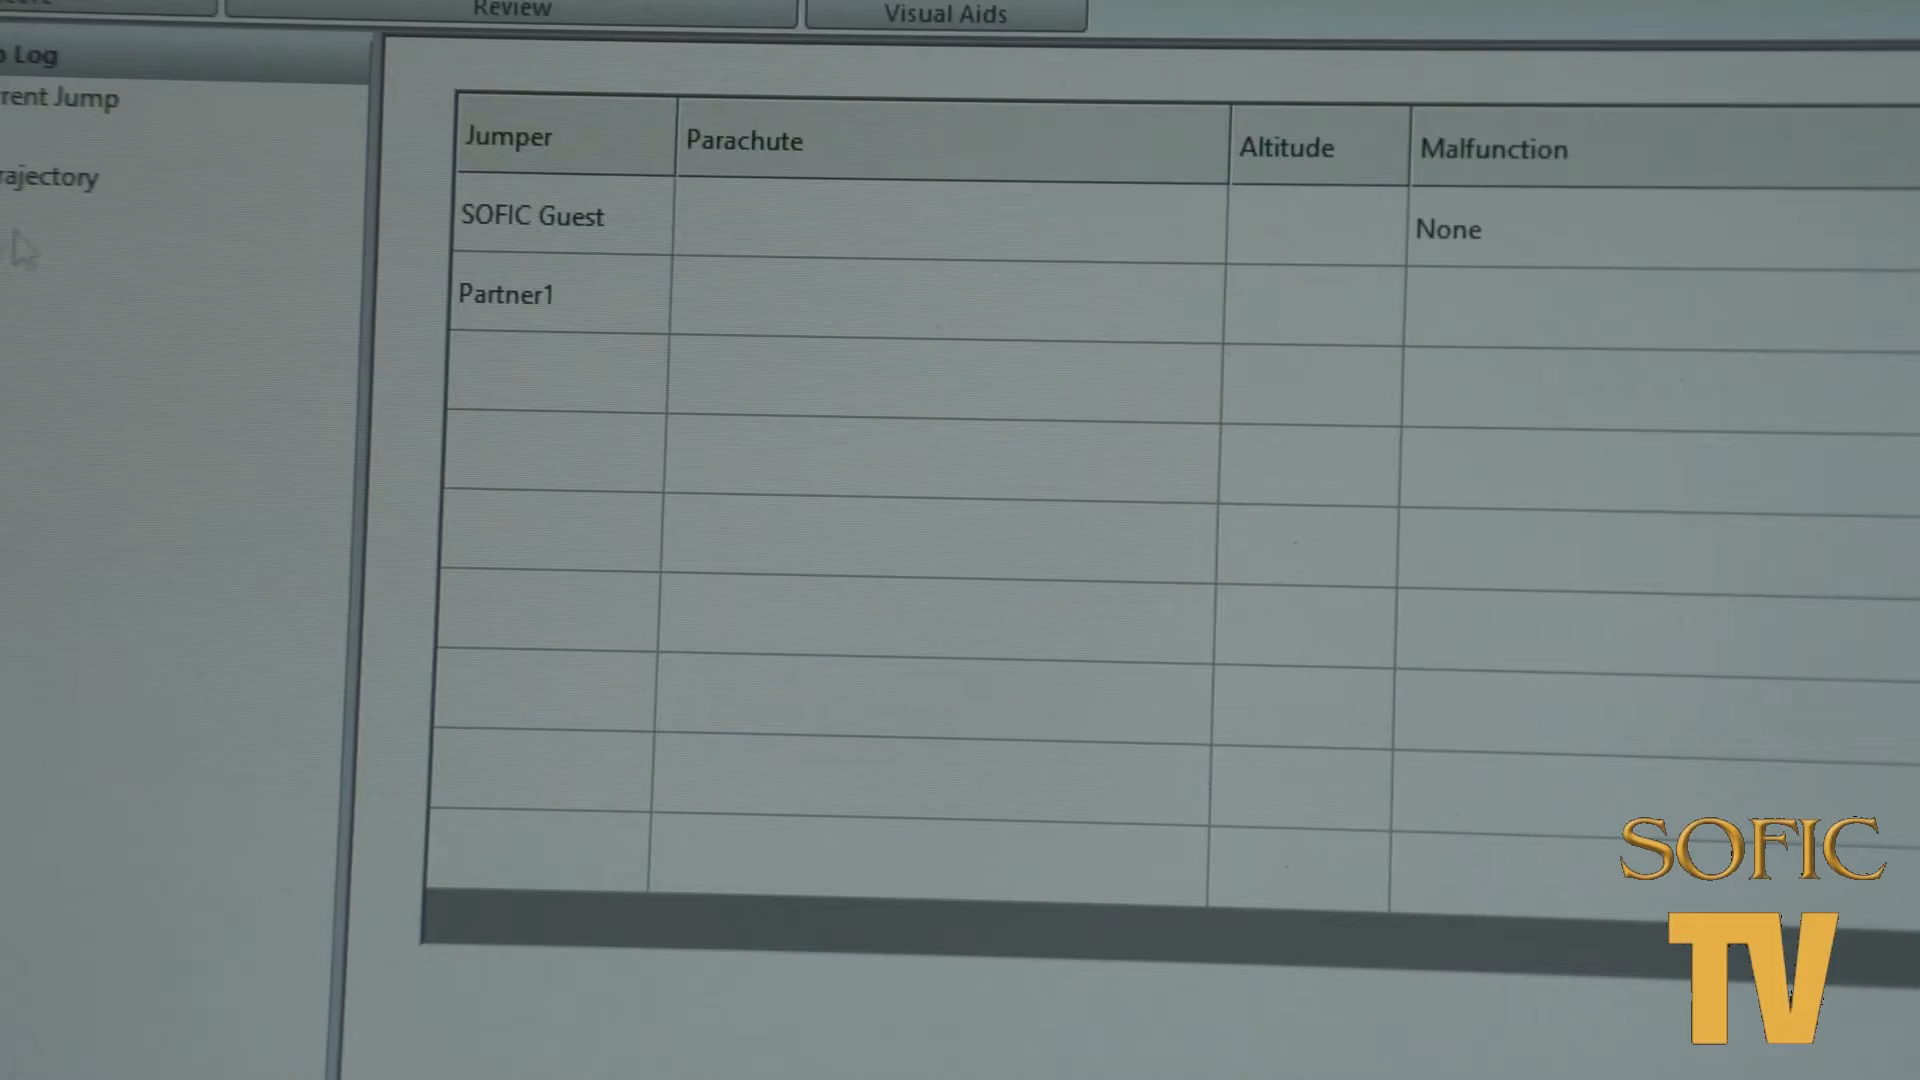 Review
Visual Aids
Log
rent Jump
rajectory
Jumper
Parachute
Altitude
Malfunction
SOFIC Guest
None
Partner1
SOFIC
TV